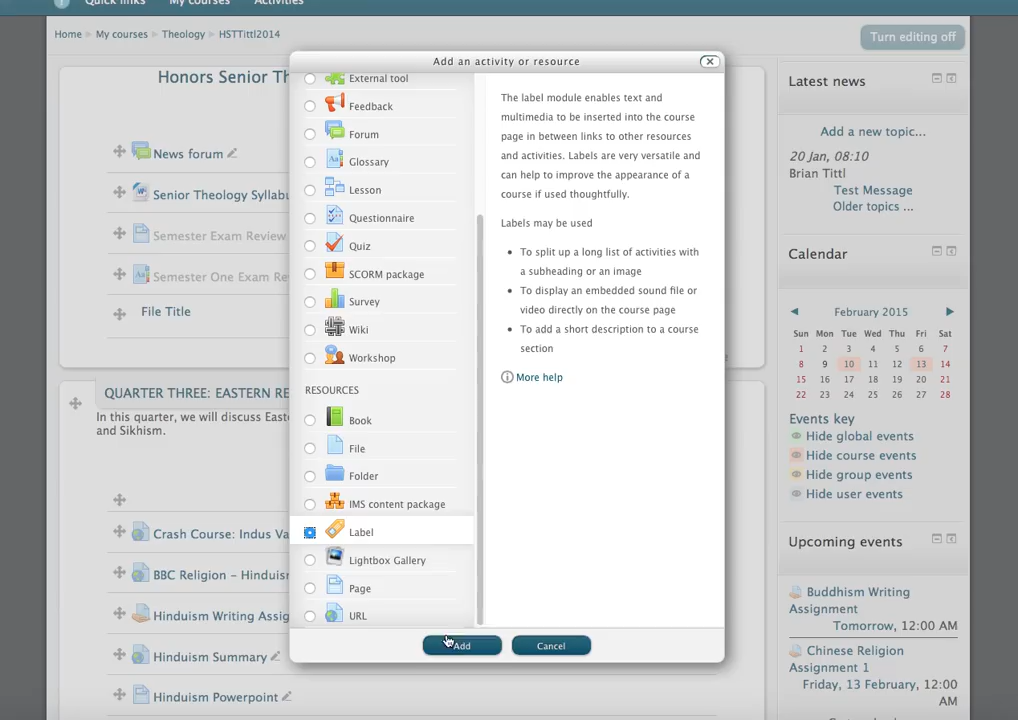 Quick links My courses Activities
Home My courses Theology HSTTittl2014
Turn editing off
Honors Senior Th
News forum
Senior Theology Syllabu
Semester Exam Review
Semester One Exam Re
File Title
QUARTER THREE: EASTERN RE
In this quarter, we will discuss East
and Sikhism.
Crash Course: Indus Va
BBC Religion - Hinduism
Hinduism Writing Assig
Hinduism Summary
Hinduism Powerpoint
Add an activity or resource
External tool
Feedback
Forum
Glossary
Lesson
Questionnaire
Quiz
SCORM package
Survey
Wiki
Workshop
RESOURCES
Book
File
Folder
IMS content package
Label
Lightbox Gallery
Page
URL
The label module enables text and
multimedia to be inserted into the course
page in between links to other resources
and activities. Labels are very versatile and
can help to improve the appearance of a
course if used thoughtfully.
Labels may be used
• To split up a long list of activities with
a subheading or an image
• To display an embedded sound file or
video directly on the course page
• To add a short description to a course
section
More help
Add Cancel
Latest news
Add a new topic...
20 Jan, 08:10
Brian Tittl
Test Message
Older topics ...
Calendar
February 2015
Sun Mon Tue Wed Thu Fri Sat
1 2 3 4 5 6 7
8 9 10 11 12 13 14
15 16 17 18 19 20 21
22 23 24 25 26 27 28
Events key
Hide global events
Hide course events
Hide group events
Hide user events
Upcoming events
Buddhism Writing
Assignment
Tomorrow, 12:00 AM
Chinese Religion
Assignment 1
Friday, 13 February, 12:00
AM